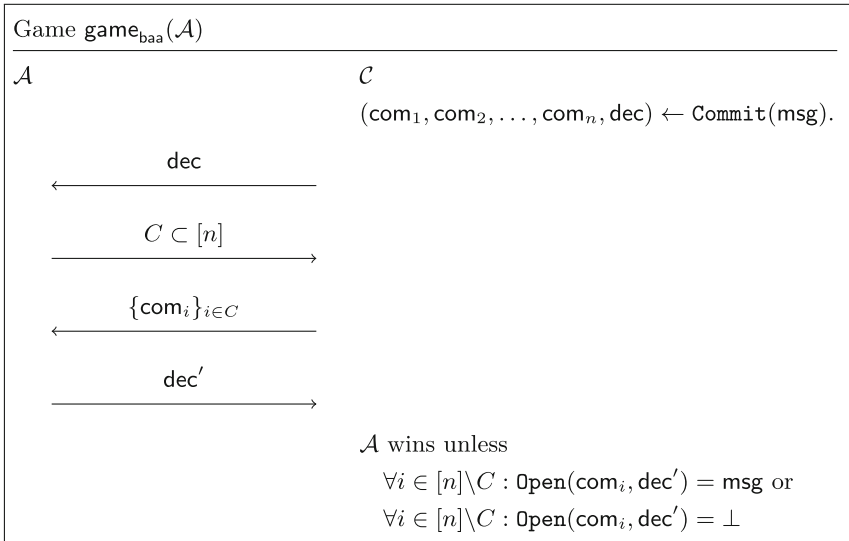 Game game_baa(𝒜)
𝒜 𝒞
(com₁, com₂, . . . , comₙ, dec) ← Commit(msg).
dec
C ⊂ [n]
{comᵢ}ᵢ∈C
dec′
𝒜 wins unless
∀i ∈ [n]\C : Open(comᵢ, dec′) = msg or
∀i ∈ [n]\C : Open(comᵢ, dec′) = ⊥